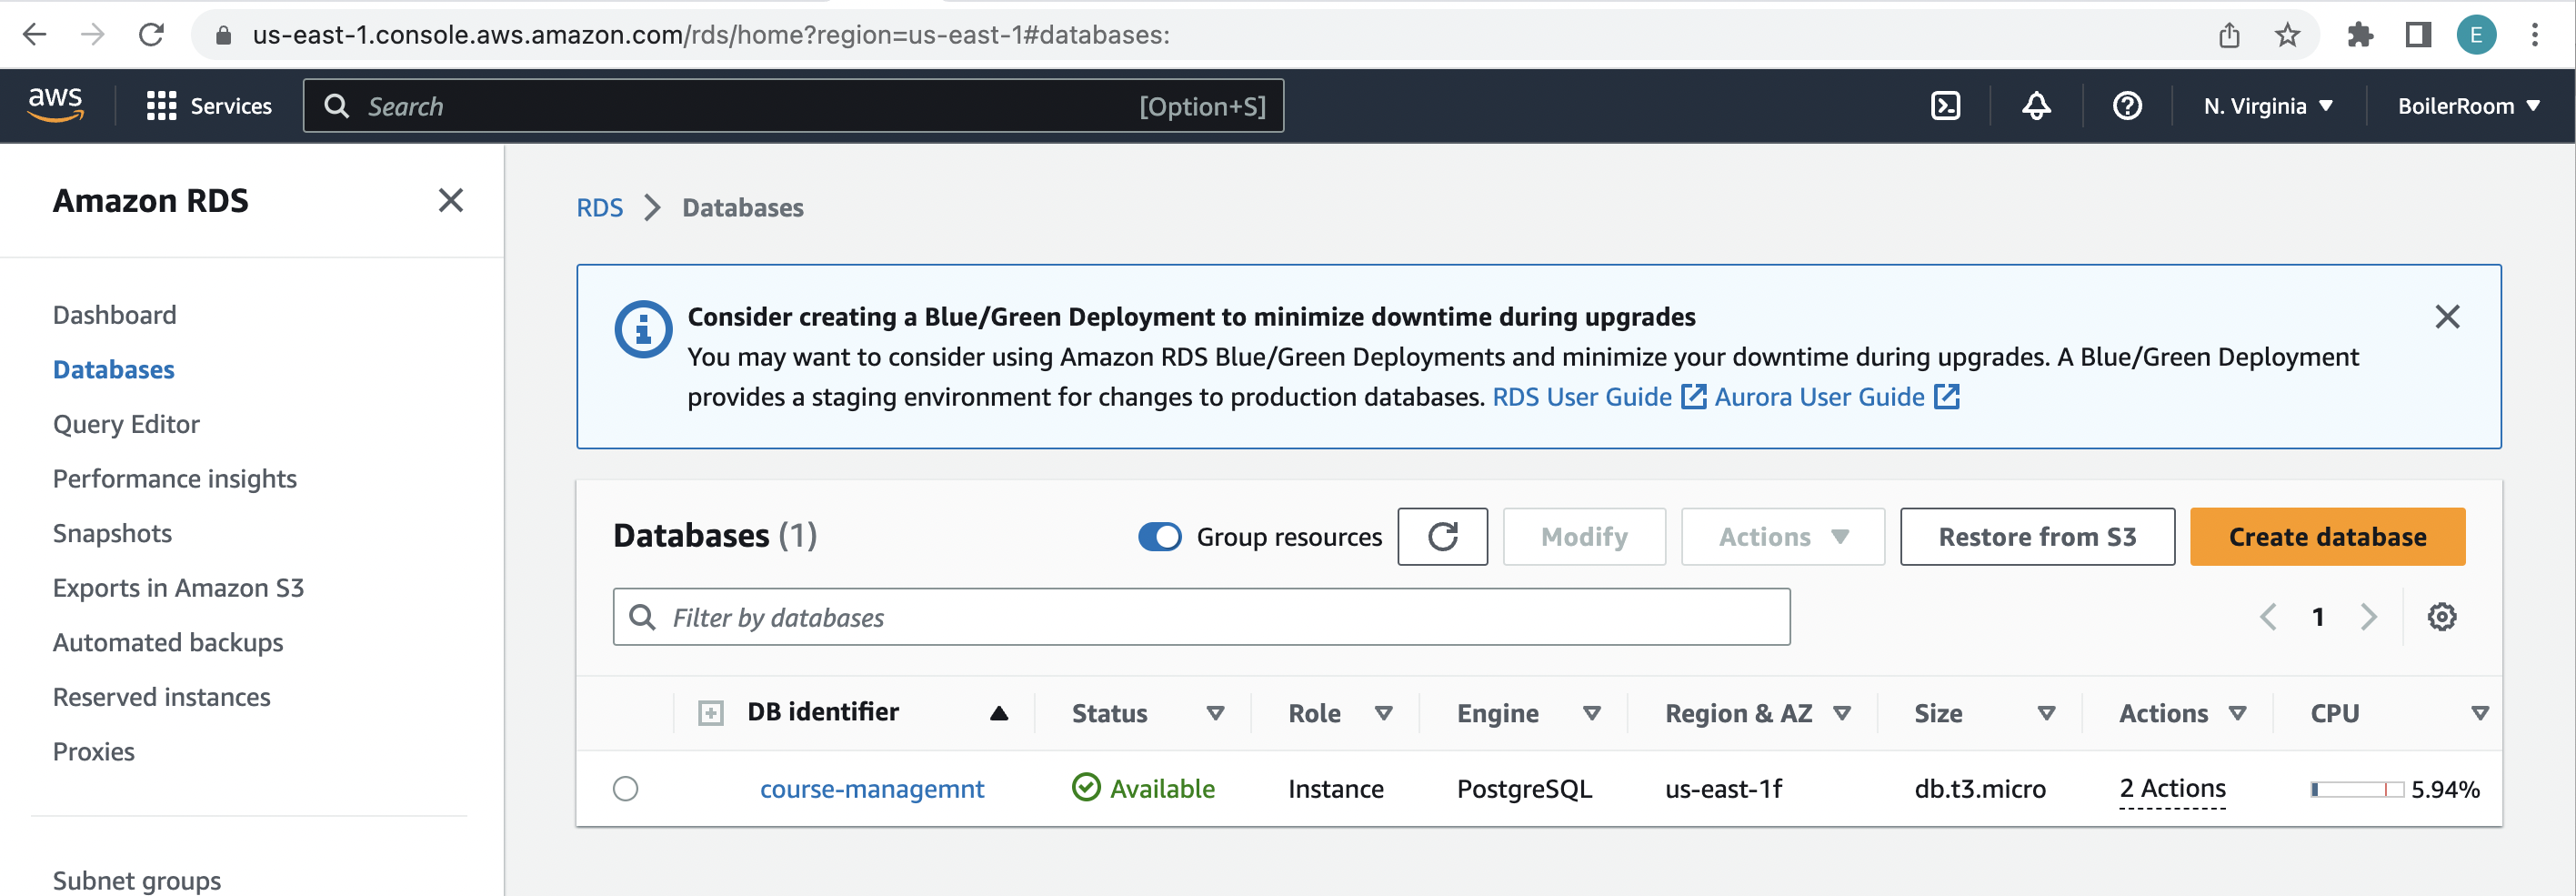 us-east-1.console.aws.amazon.com/rds/home?region=us-east-1#databases:
E
aws
Services
Search
[Option+S]
N. Virginia
BoilerRoom
Amazon RDS
Dashboard
Databases
Query Editor
Performance insights
Snapshots
Exports in Amazon S3
Automated backups
Reserved instances
Proxies
Subnet groups
RDS > Databases
Consider creating a Blue/Green Deployment to minimize downtime during upgrades
You may want to consider using Amazon RDS Blue/Green Deployments and minimize your downtime during upgrades. A Blue/Green Deployment
provides a staging environment for changes to production databases. RDS User Guide Aurora User Guide
Databases (1)
Group resources
Modify
Actions
Restore from S3
Create database
Filter by databases
1
DB identifier Status Role Engine Region & AZ Size Actions CPU
course-managemnt Available Instance PostgreSQL us-east-1f db.t3.micro 2 Actions 5.94%